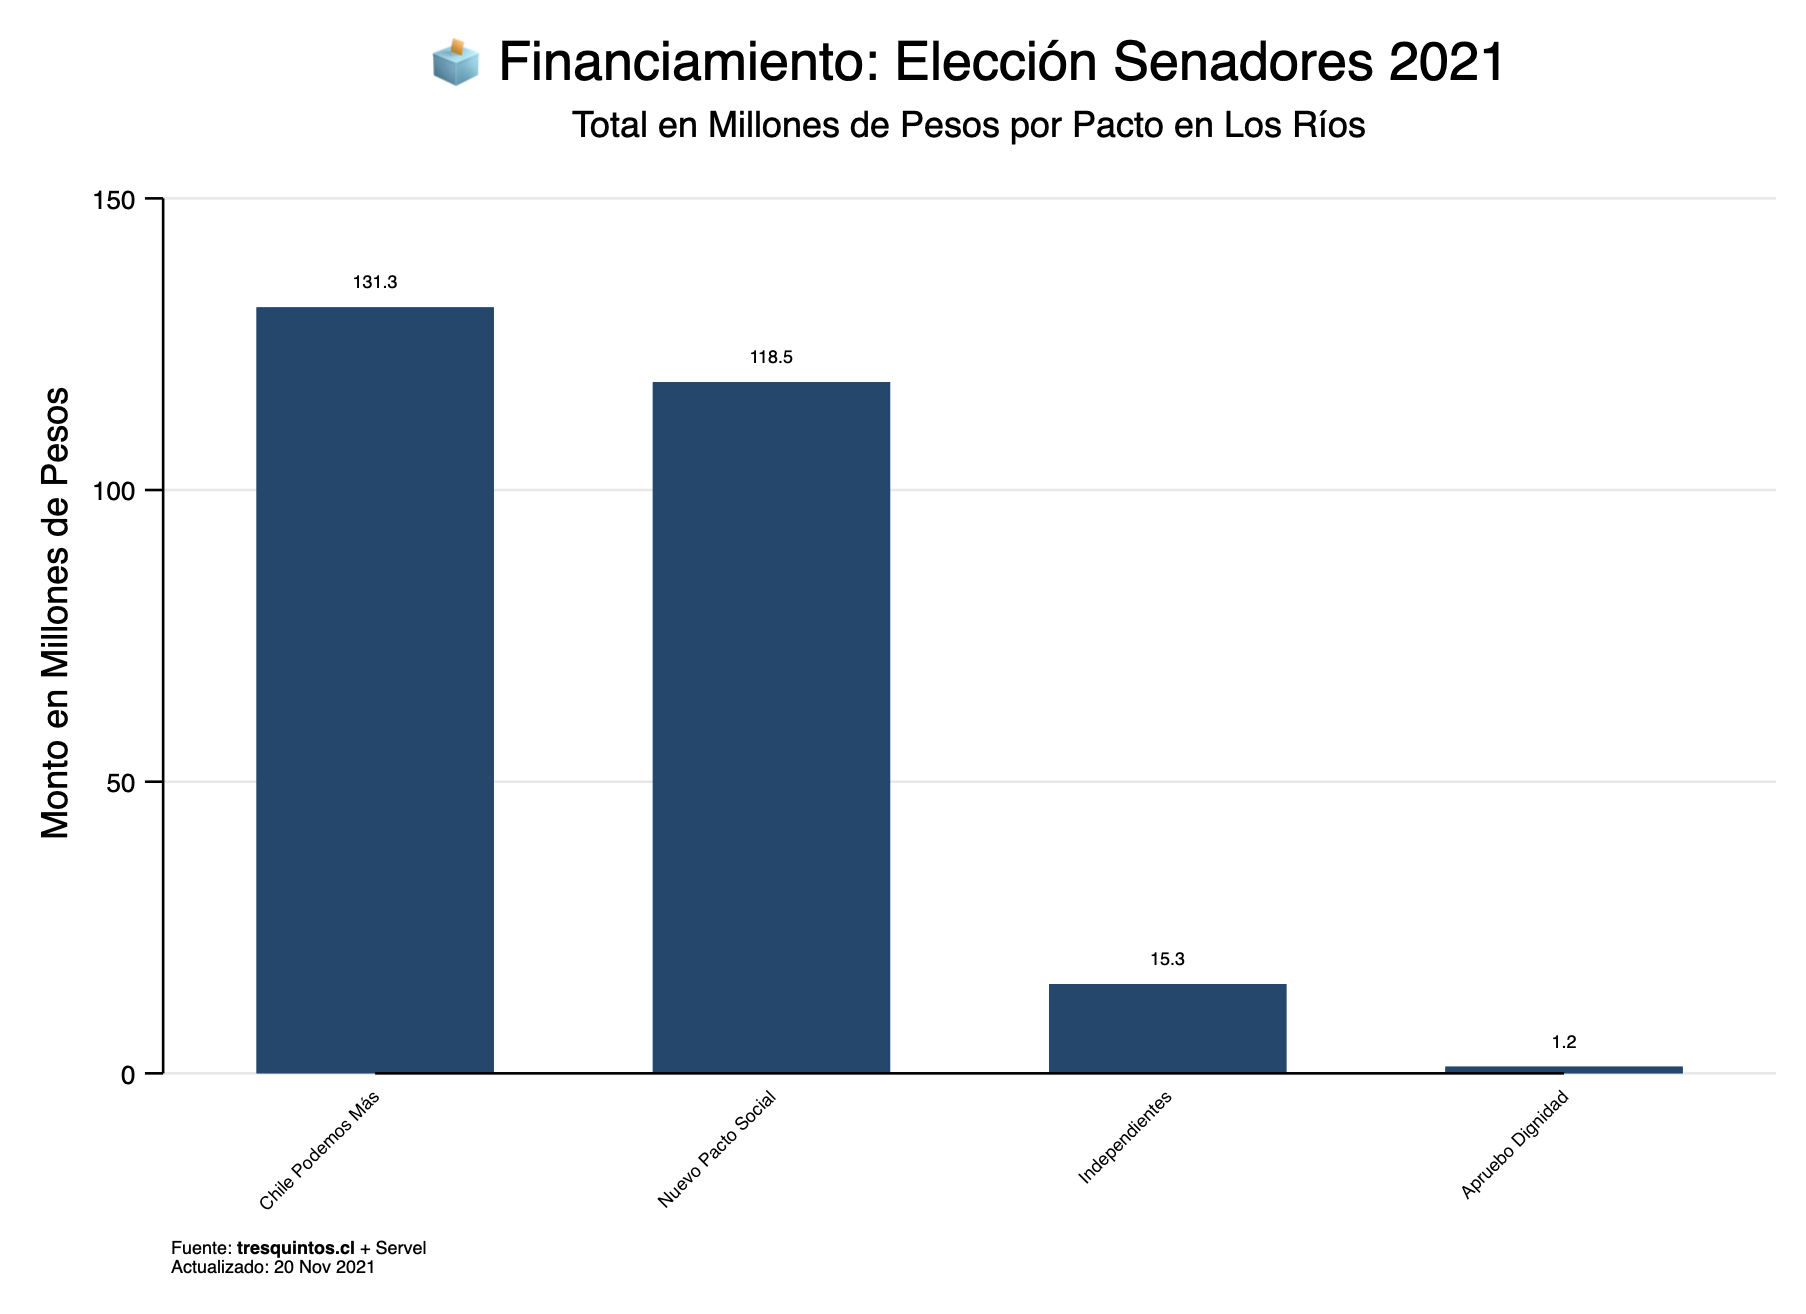 Financiamiento: Elección Senadores 2021
Total en Millones de Pesos por Pacto en Los Ríos
Monto en Millones de Pesos
150
100
50
0
131.3
118.5
15.3
1.2
Chile Podemos Más
Nuevo Pacto Social
Independientes
Apruebo Dignidad
Fuente: tresquintos.cl + Servel
Actualizado: 20 Nov 2021